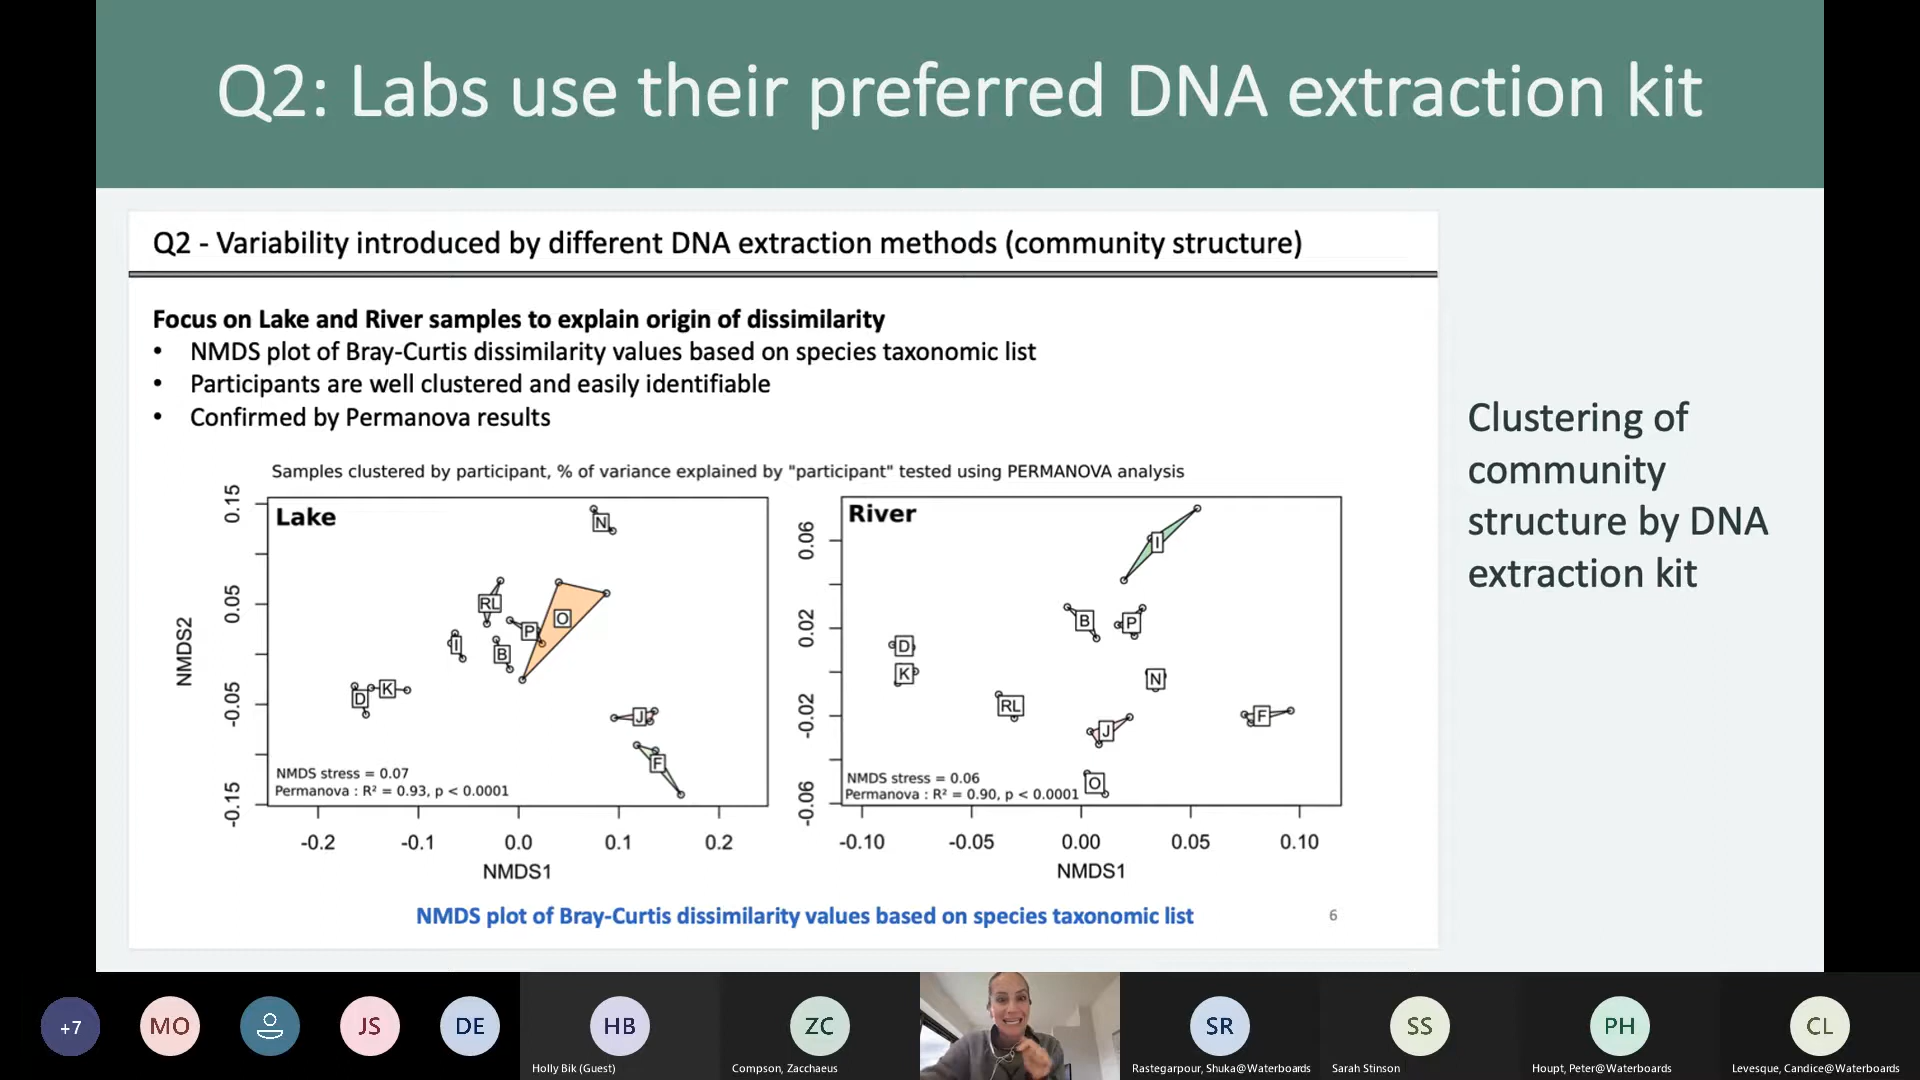 Q2: Labs use their preferred DNA extraction kit
Q2 - Variability introduced by different DNA extraction methods (community structure)
Focus on Lake and River samples to explain origin of dissimilarity
• NMDS plot of Bray-Curtis dissimilarity values based on species taxonomic list
• Participants are well clustered and easily identifiable
• Confirmed by Permanova results
Samples clustered by participant, % of variance explained by "participant" tested using PERMANOVA analysis
Lake
N
RL
O
P
I
B
D
K
J
F
NMDS stress = 0.07
Permanova : R² = 0.93, p < 0.0001
0.15
0.05
-0.05
-0.15
NMDS2
-0.2
-0.1
0.0
0.1
0.2
NMDS1
River
I
B
P
D
K
N
RL
J
F
O
NMDS stress = 0.06
Permanova : R² = 0.90, p < 0.0001
0.06
0.02
-0.02
-0.06
-0.10
-0.05
0.00
0.05
0.10
NMDS1
NMDS plot of Bray-Curtis dissimilarity values based on species taxonomic list
6
Clustering of
community
structure by DNA
extraction kit
+7
MO
JS
DE
HB
Holly Bik (Guest)
ZC
Compson, Zacchaeus
SR
Rastegarpour, Shuka@Waterboards
SS
Sarah Stinson
PH
Houpt, Peter@Waterboards
CL
Levesque, Candice@Waterboards